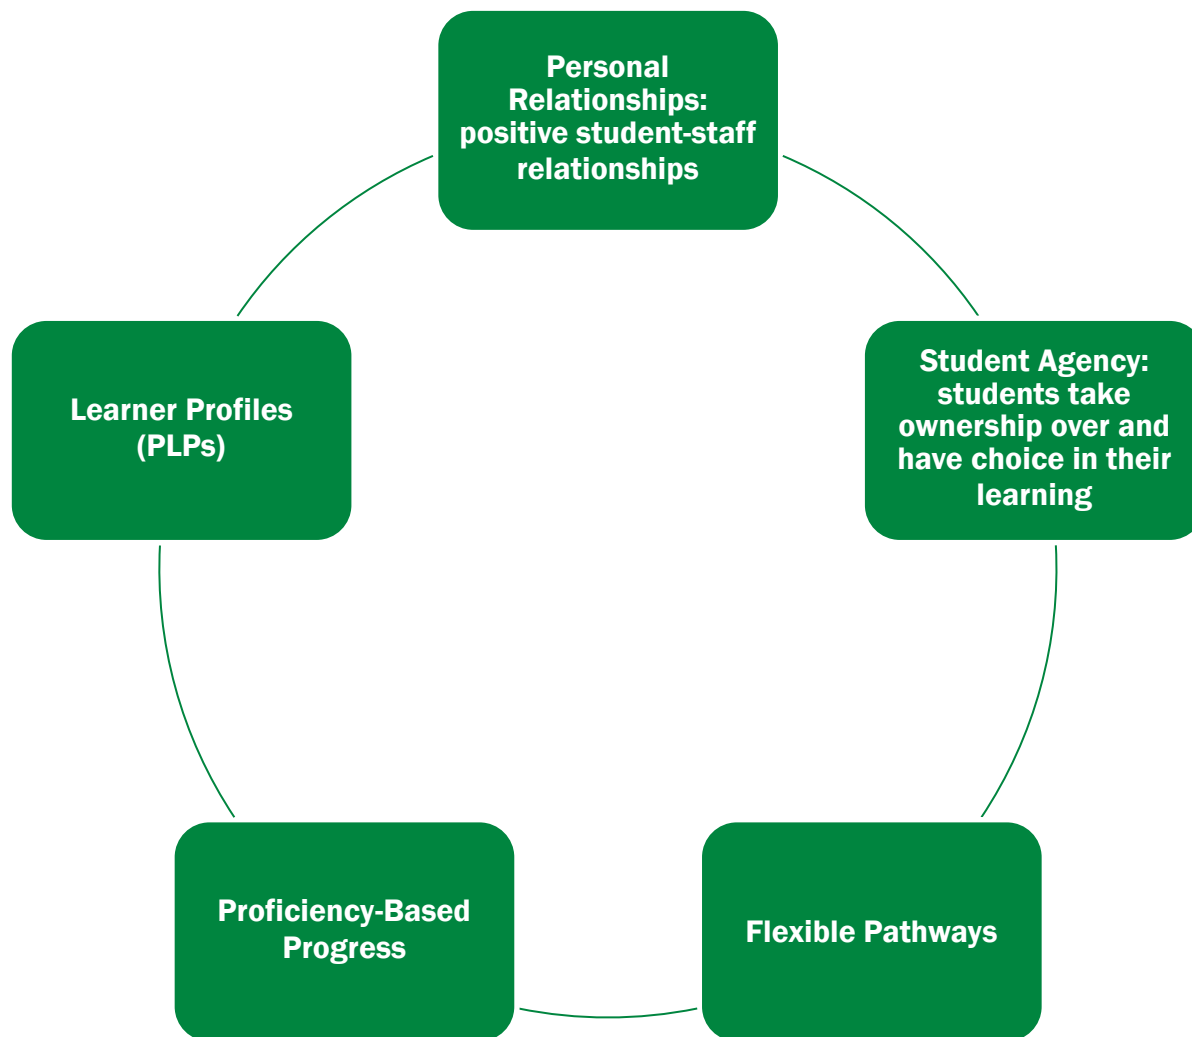 Personal
Relationships:
positive student-staff
relationships
Student Agency:
students take
ownership over and
have choice in their
learning
Flexible Pathways
Proficiency-Based
Progress
Learner Profiles
(PLPs)